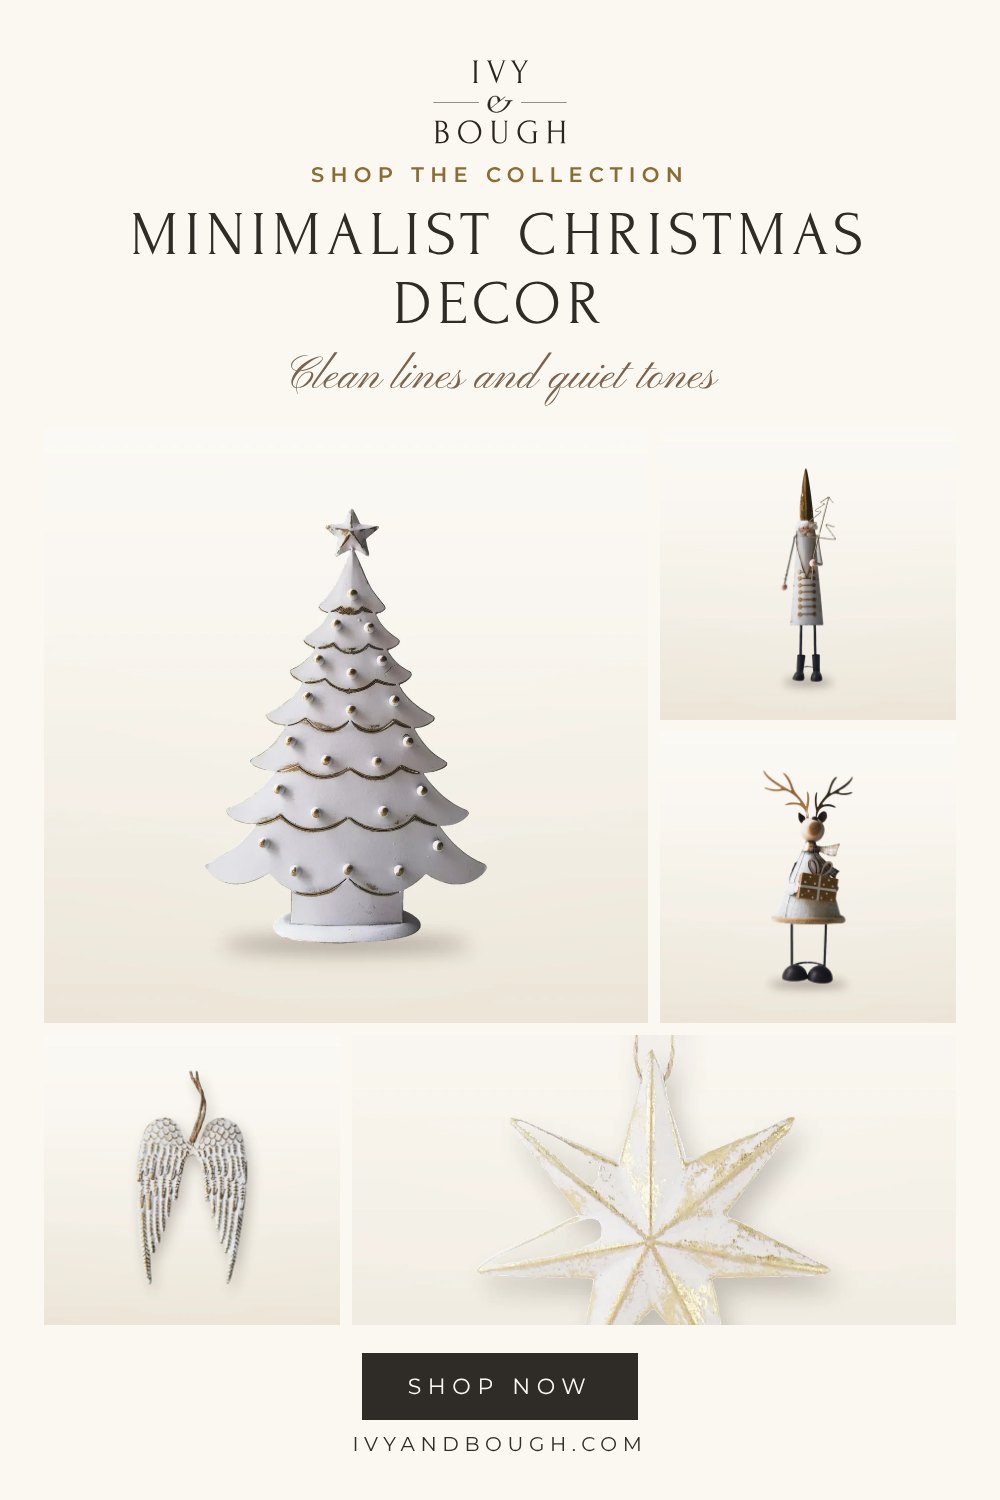 IVY
&
BOUGH
SHOP THE COLLECTION
MINIMALIST CHRISTMAS
DECOR
Clean lines and quiet tones
SHOP NOW
IVYANDBOUGH.COM